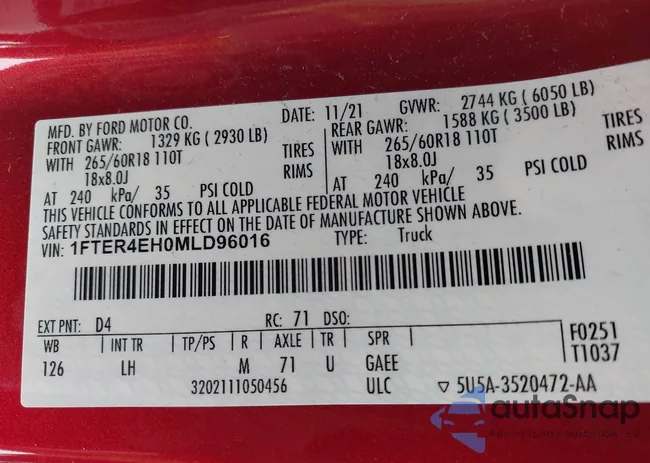 MFD. BY FORD MOTOR CO. DATE: 11/21 GVWR: 2744 KG ( 6050 LB)
FRONT GAWR: 1329 KG ( 2930 LB) REAR GAWR: 1588 KG ( 3500 LB)
WITH 265/60R18 110T TIRES WITH 265/60R18 110T TIRES
18x8.0J RIMS 18x8.0J RIMS
AT 240 kPa/ 35 PSI COLD AT 240 kPa/ 35 PSI COLD
THIS VEHICLE CONFORMS TO ALL APPLICABLE FEDERAL MOTOR VEHICLE
SAFETY STANDARDS IN EFFECT ON THE DATE OF MANUFACTURE SHOWN ABOVE.
VIN: 1FTER4EH0MLD96016 TYPE: Truck
EXT PNT: D4 RC: 71 DSO:
WB INT TR TP/PS R AXLE TR SPR F0251
126 LH M 71 U GAEE T1037
3202111050456 ULC ▽ 5U5A-3520472-AA
autoSnap